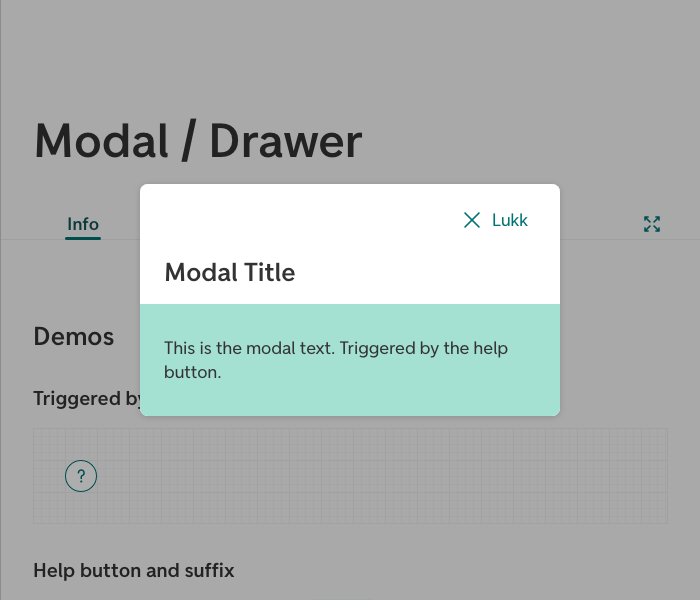 Modal / Drawer
Info
Lukk
Modal Title
This is the modal text. Triggered by the help
button.
Demos
Triggered by
?
Help button and suffix